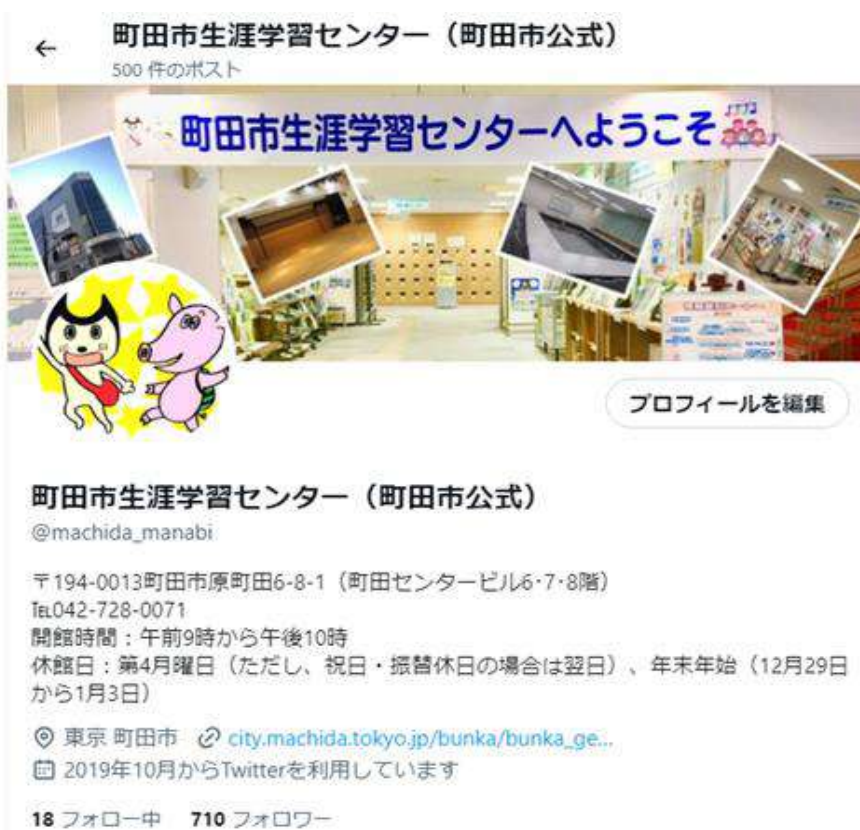 町田市生涯学習センター（町田市公式）
500 件のポスト
町田市生涯学習センターへようこそ
プロフィールを編集
町田市生涯学習センター（町田市公式）
@machida_manabi
〒194-0013町田市原町田6-8-1（町田センタービル6･7･8階）
℡042-728-0071
開館時間：午前9時から午後10時
休館日：第4月曜日（ただし、祝日・振替休日の場合は翌日）、年末年始（12月29日
から1月3日）
東京 町田市 city.machida.tokyo.jp/bunka/bunka_ge...
2019年10月からTwitterを利用しています
18 フォロー中 710 フォロワー